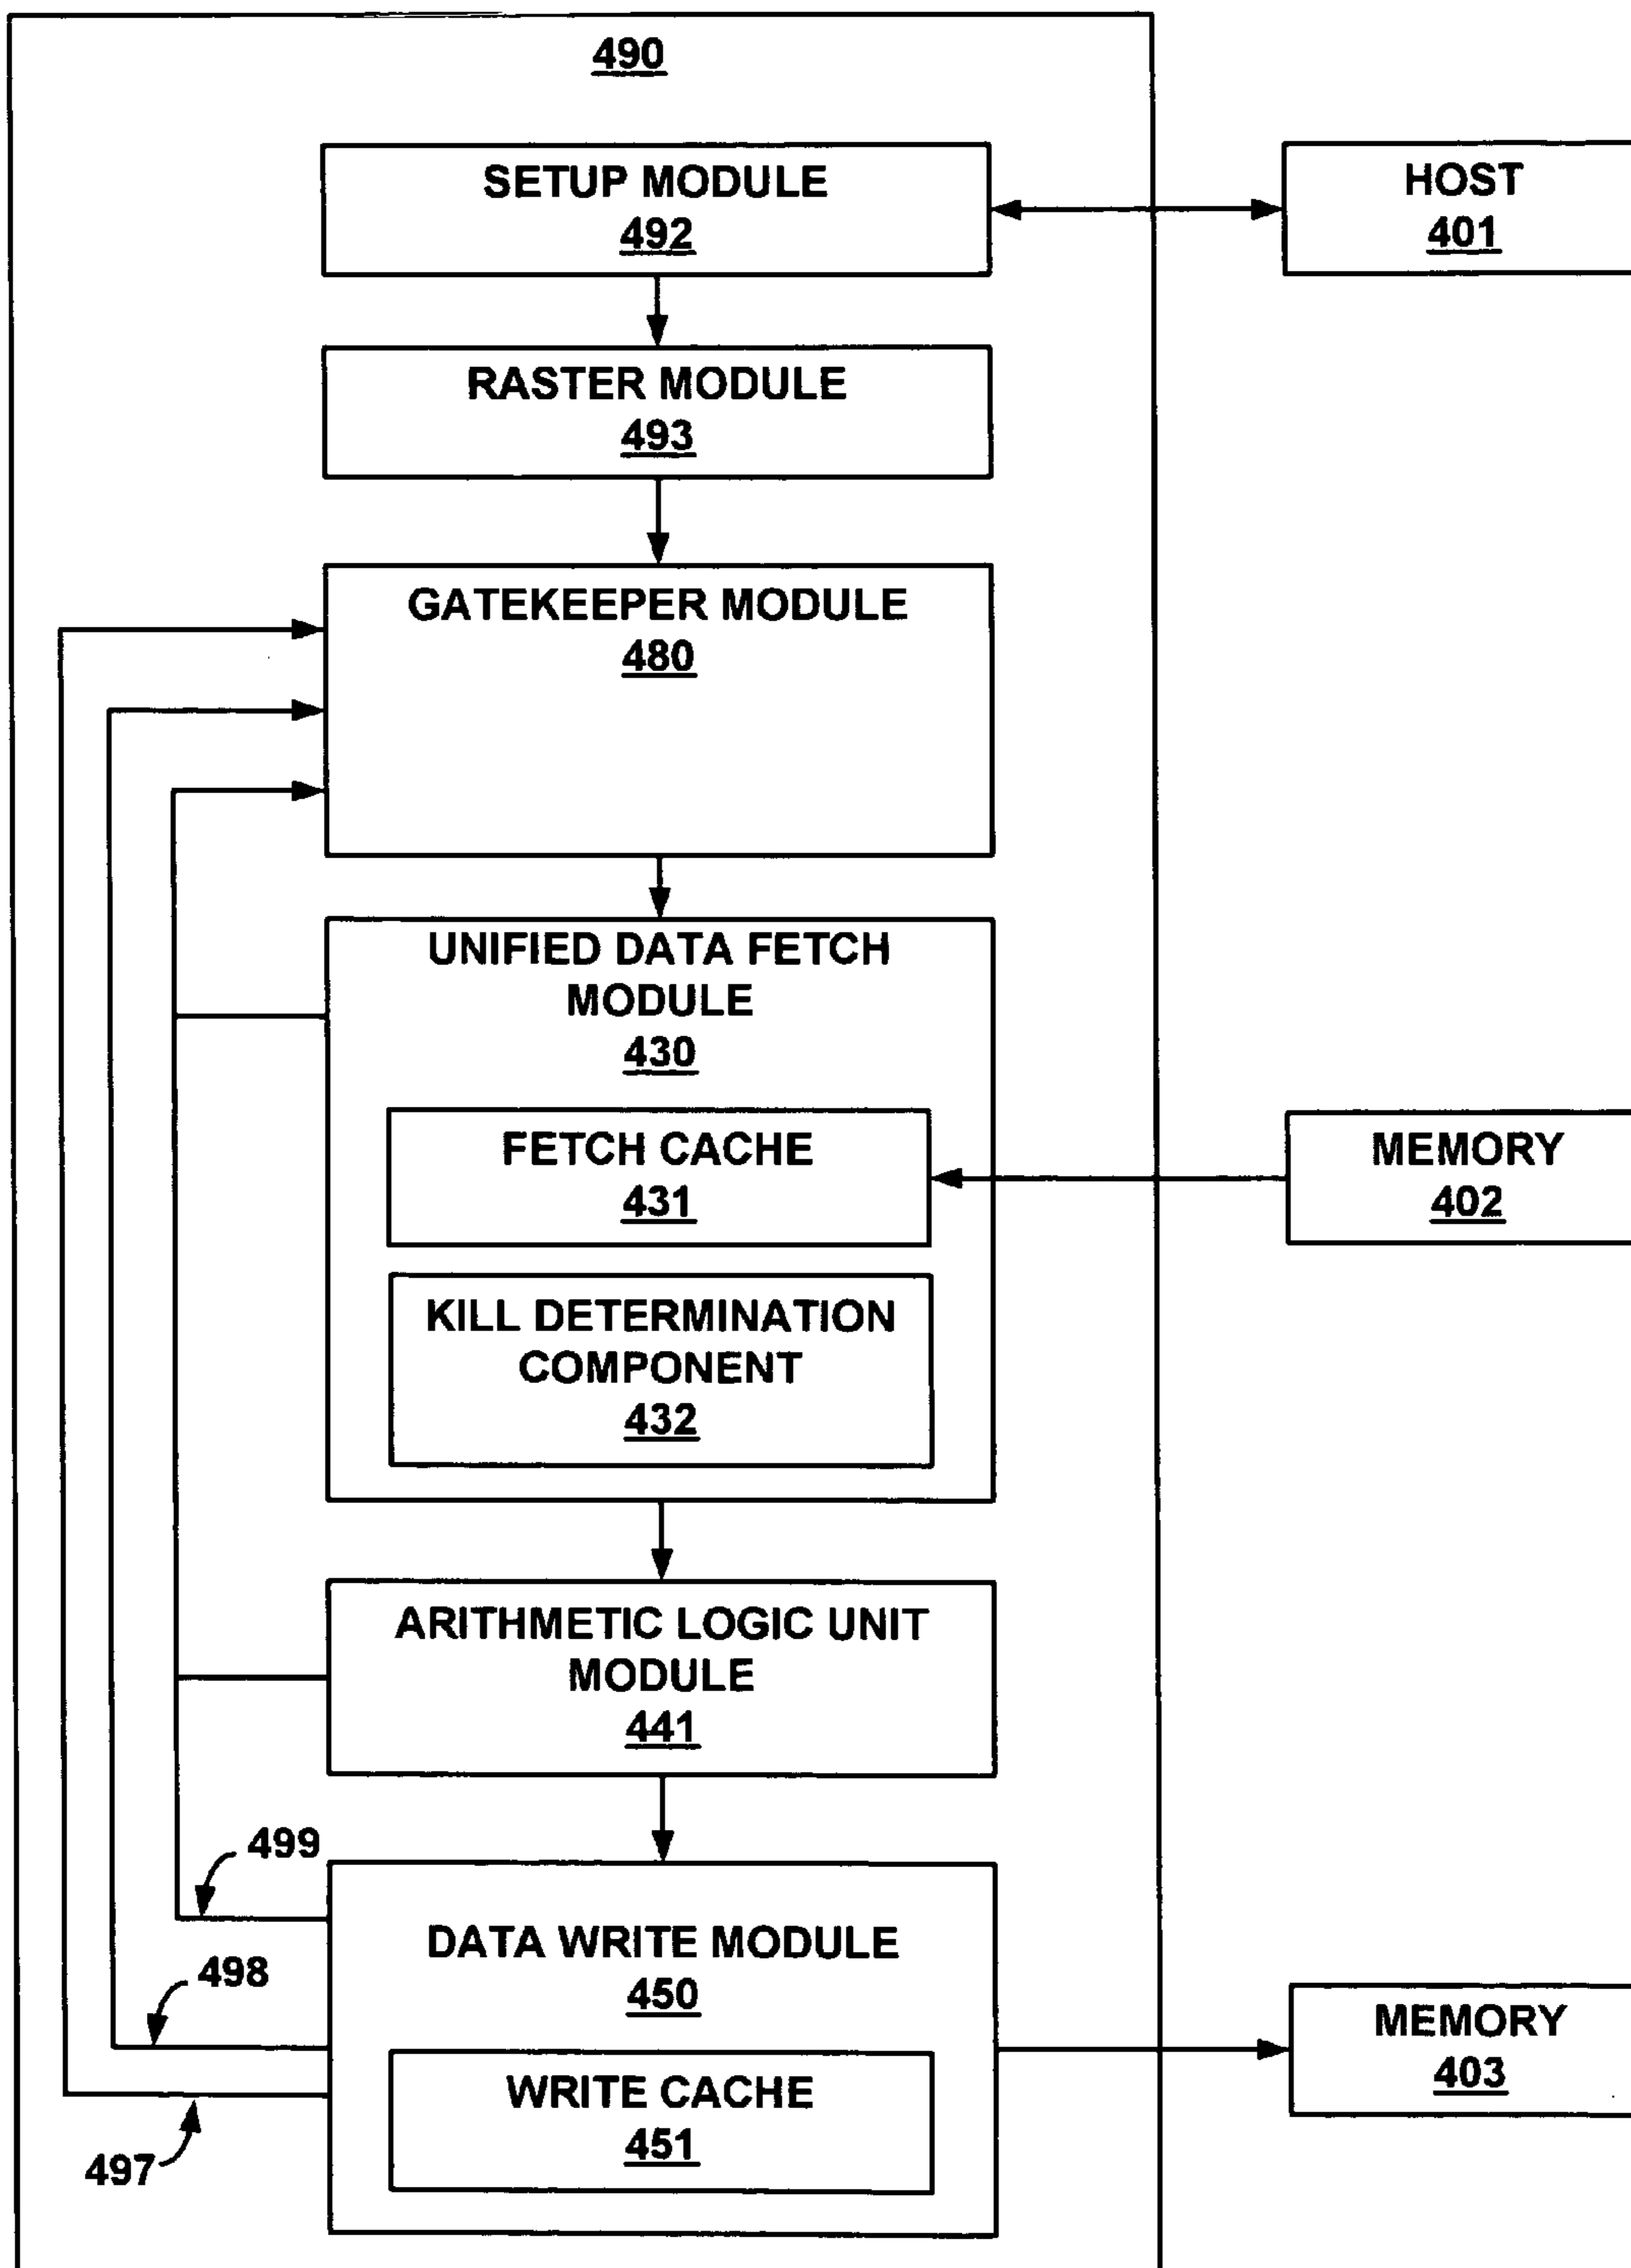 490
SETUP MODULE
492
HOST
401
RASTER MODULE
493
GATEKEEPER MODULE
480
UNIFIED DATA FETCH
MODULE
430
FETCH CACHE
431
MEMORY
402
KILL DETERMINATION
COMPONENT
432
ARITHMETIC LOGIC UNIT
MODULE
441
499
DATA WRITE MODULE
450
498
MEMORY
403
WRITE CACHE
451
497